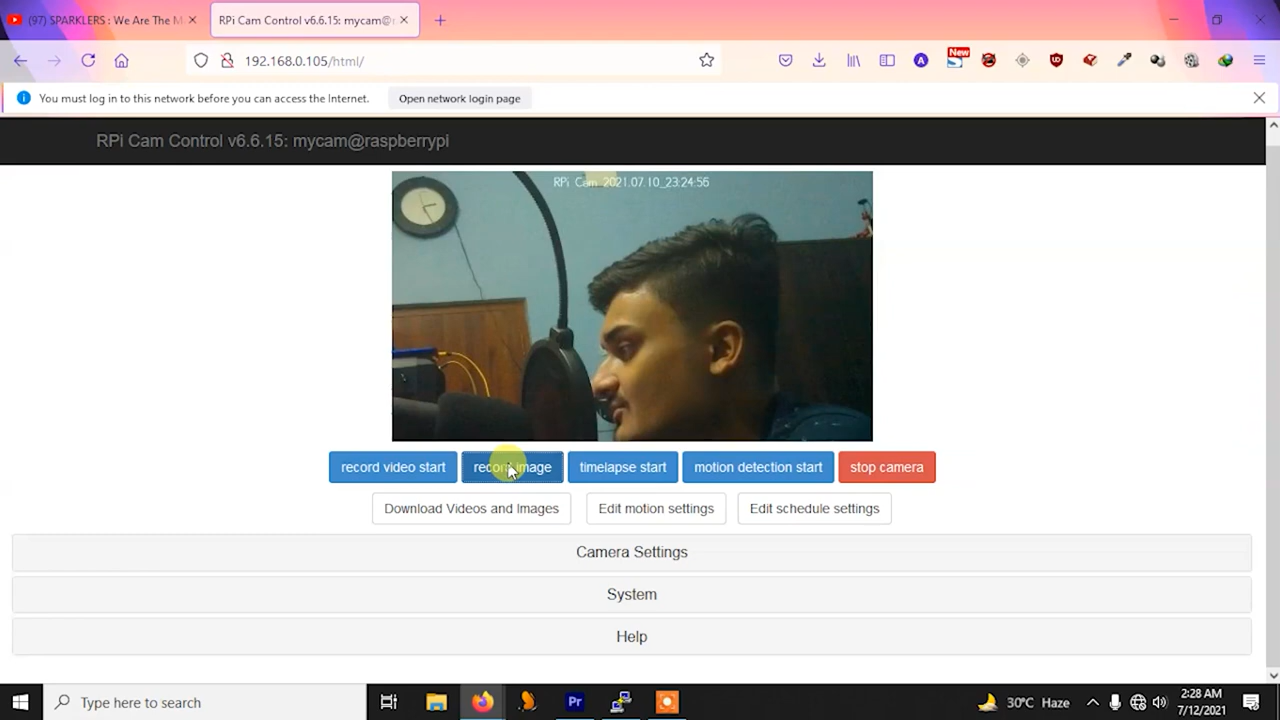 (97) SPARKLERS : We Are The M
RPi Cam Control v6.6.15: mycam@r
192.168.0.105/html/
New
You must log in to this network before you can access the Internet.
Open network login page
RPi Cam Control v6.6.15: mycam@raspberrypi
RPi Cam 2021.07.10_23:24:56
record video start
record image
timelapse start
motion detection start
stop camera
Download Videos and Images
Edit motion settings
Edit schedule settings
Camera Settings
System
Help
Type here to search
Pr
30°C Haze
2:28 AM
7/12/2021